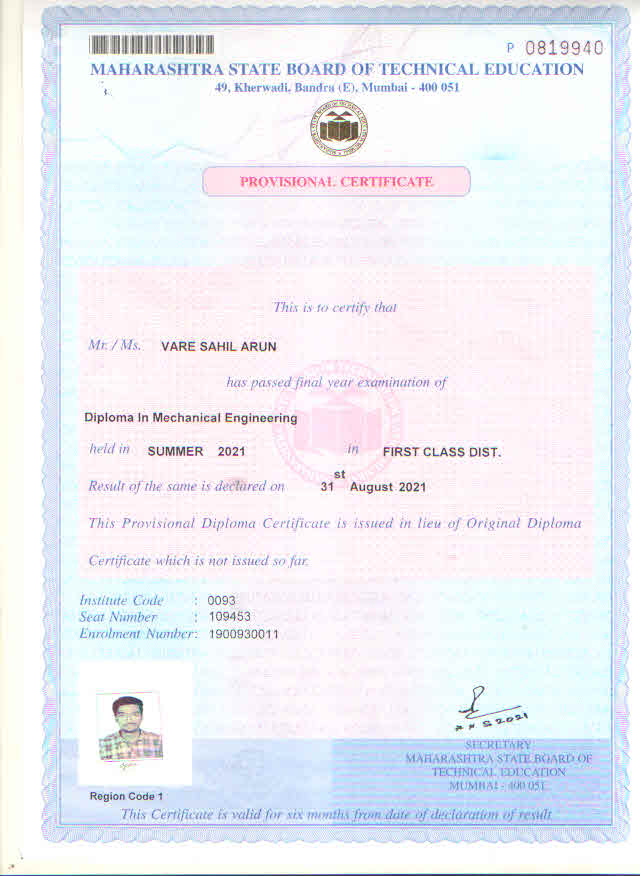 P 0819940
MAHARASHTRA STATE BOARD OF TECHNICAL EDUCATION
49, Kherwadi, Bandra (E), Mumbai - 400 051
PROVISIONAL CERTIFICATE
This is to certify that
Mr. / Ms. VARE SAHIL ARUN
has passed final year examination of
Diploma In Mechanical Engineering
held in SUMMER 2021 in FIRST CLASS DIST.
Result of the same is declared on 31st August 2021
This Provisional Diploma Certificate is issued in lieu of Original Diploma
Certificate which is not issued so far.
Institute Code : 0093
Seat Number : 109453
Enrolment Number : 1900930011
SECRETARY
MAHARASHTRA STATE BOARD OF
TECHNICAL EDUCATION
MUMBAI - 400 051.
Region Code 1
This Certificate is valid for six months from date of declaration of result